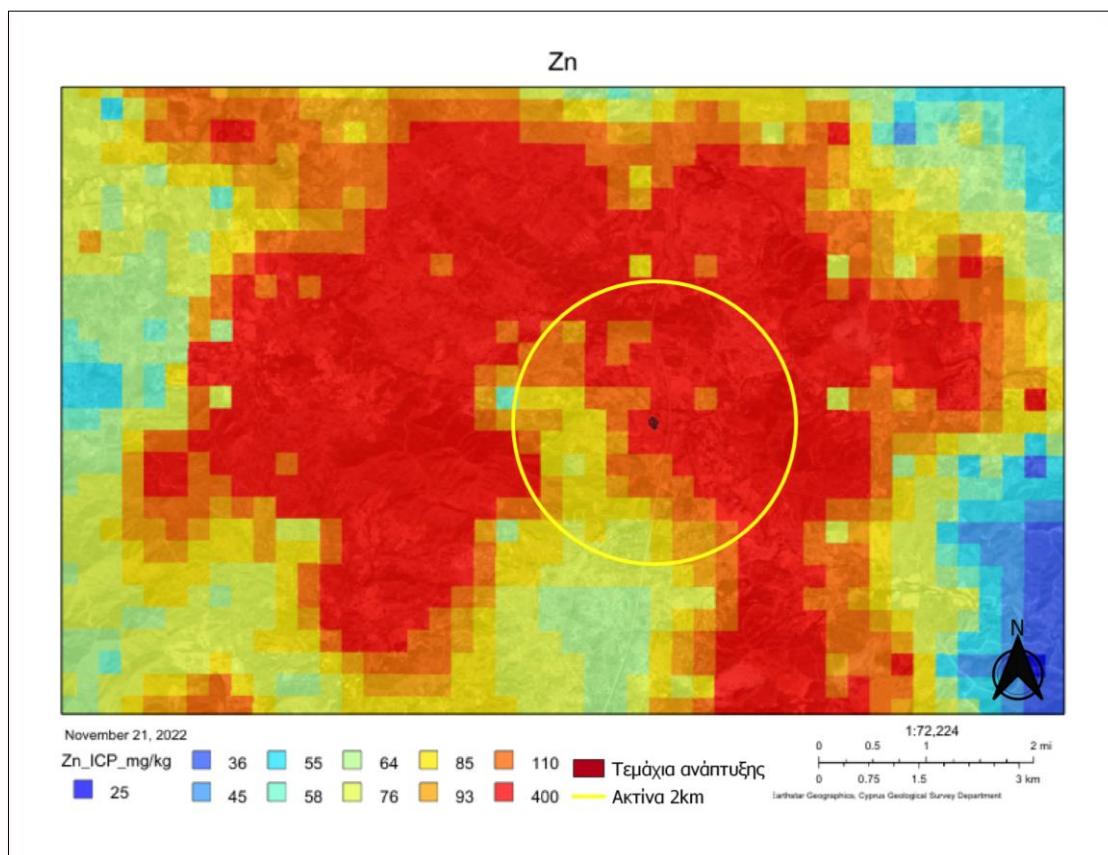 Zn
N
November 21, 2022
1:72,224
Zn_ICP_mg/kg
36 55 64 85 110
25
45 58 76 93 400
Τεμάχια ανάπτυξης
Ακτίνα 2km
0 0.5 1 2 mi
0 0.75 1.5 3 km
Earthstar Geographics, Cyprus Geological Survey Department